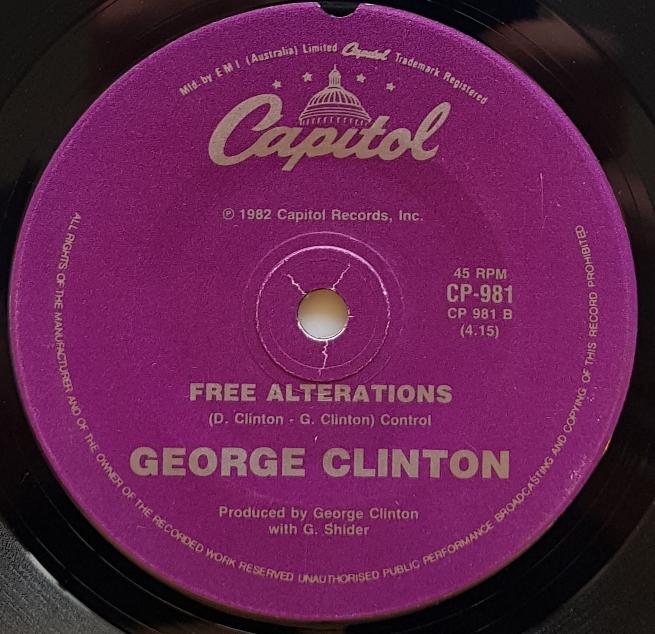 Mfd. by E M I (Australia) Limited Capitol Trademark Registered
Capitol
℗ 1982 Capitol Records, Inc.
45 RPM
CP-981
CP 981 B
(4.15)
FREE ALTERATIONS
(D. Clinton - G. Clinton) Control
GEORGE CLINTON
Produced by George Clinton
with G. Shider
ALL RIGHTS OF THE MANUFACTURER AND OF THE OWNER OF THE RECORDED WORK RESERVED UNAUTHORISED PUBLIC PERFORMANCE BROADCASTING AND COPYING OF THIS RECORD PROHIBITED